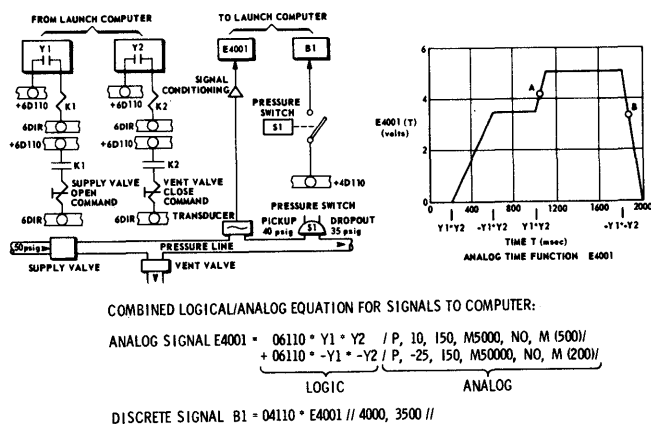 FROM LAUNCH COMPUTER
TO LAUNCH COMPUTER
Y1
Y2
E4001
B1
SIGNAL
CONDITIONING
+6D110
K1
+6D110
K2
6DIR
6DIR
+6D110
+6D110
K1
K2
PRESSURE
SWITCH
S1
+4D110
SUPPLY VALVE
OPEN
COMMAND
VENT VALVE
CLOSE
COMMAND
6DIR
6DIR
TRANSDUCER
PRESSURE SWITCH
PICKUP
40 psig
S1
DROPOUT
35 psig
50 psig
PRESSURE LINE
SUPPLY VALVE
VENT VALVE
E4001 (T)
(volts)
6
4
2
0
A
B
0 400 800 1200 1600 2000
Y1*Y2 -Y1*Y2 Y1*Y2 -Y1*-Y2
TIME T (msec)
ANALOG TIME FUNCTION E4001
COMBINED LOGICAL/ANALOG EQUATION FOR SIGNALS TO COMPUTER:
ANALOG SIGNAL E4001 = 06110 * Y1 * Y2 / P, 10, I50, M5000, NO, M (500)/
+ 06110 * -Y1 * -Y2 / P, -25, I50, M50000, NO, M (200)/
LOGIC ANALOG
DISCRETE SIGNAL B1 = 04110 * E4001 // 4000, 3500 //